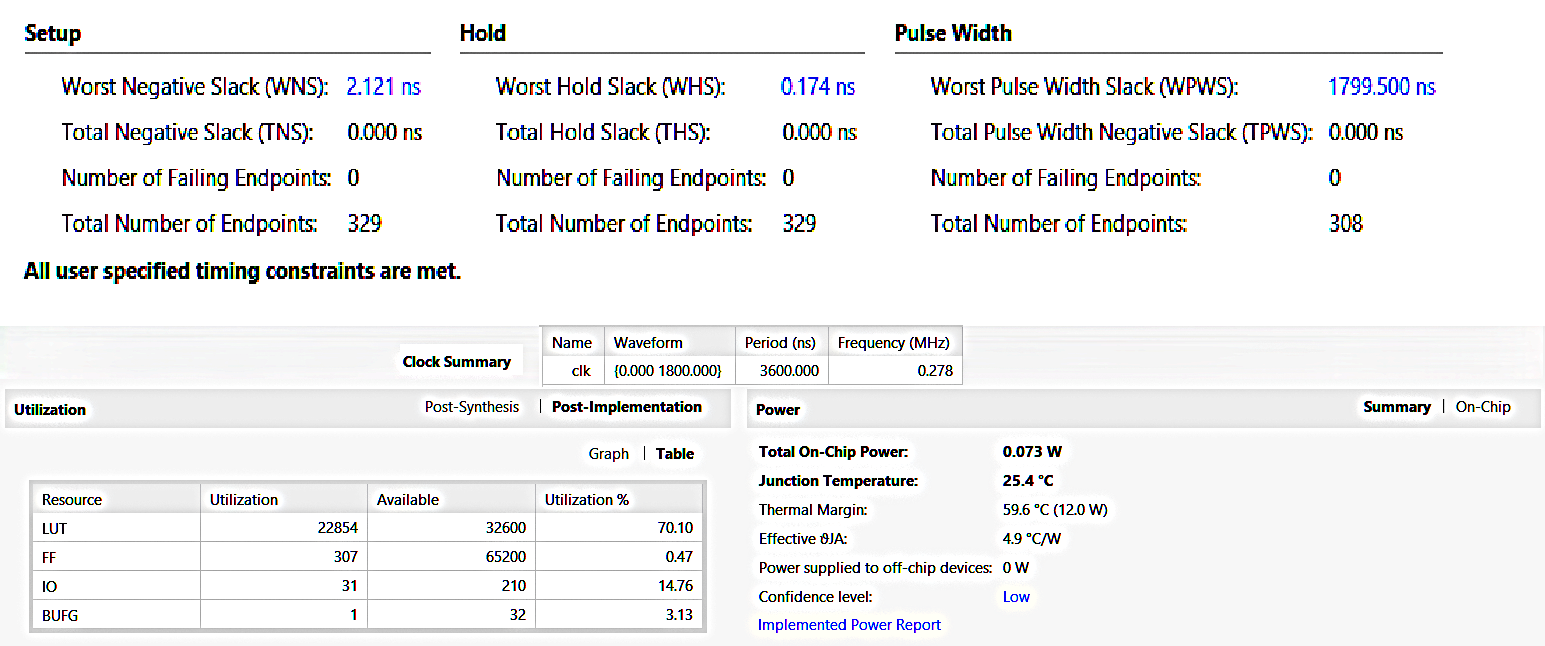 Setup Hold Pulse Width
Worst Negative Slack (WNS): 2.121 ns Worst Hold Slack (WHS): 0.174 ns Worst Pulse Width Slack (WPWS): 1799.500 ns
Total Negative Slack (TNS): 0.000 ns Total Hold Slack (THS): 0.000 ns Total Pulse Width Negative Slack (TPWS): 0.000 ns
Number of Failing Endpoints: 0 Number of Failing Endpoints: 0 Number of Failing Endpoints: 0
Total Number of Endpoints: 329 Total Number of Endpoints: 329 Total Number of Endpoints: 308
All user specified timing constraints are met.
Clock Summary
Name Waveform Period (ns) Frequency (MHz)
clk {0.000 1800.000} 3600.000 0.278
Utilization Post-Synthesis | Post-Implementation
Graph | Table
Resource Utilization Available Utilization %
LUT 22854 32600 70.10
FF 307 65200 0.47
IO 31 210 14.76
BUFG 1 32 3.13
Power Summary | On-Chip
Total On-Chip Power: 0.073 W
Junction Temperature: 25.4 °C
Thermal Margin: 59.6 °C (12.0 W)
Effective ϑJA: 4.9 °C/W
Power supplied to off-chip devices: 0 W
Confidence level: Low
Implemented Power Report